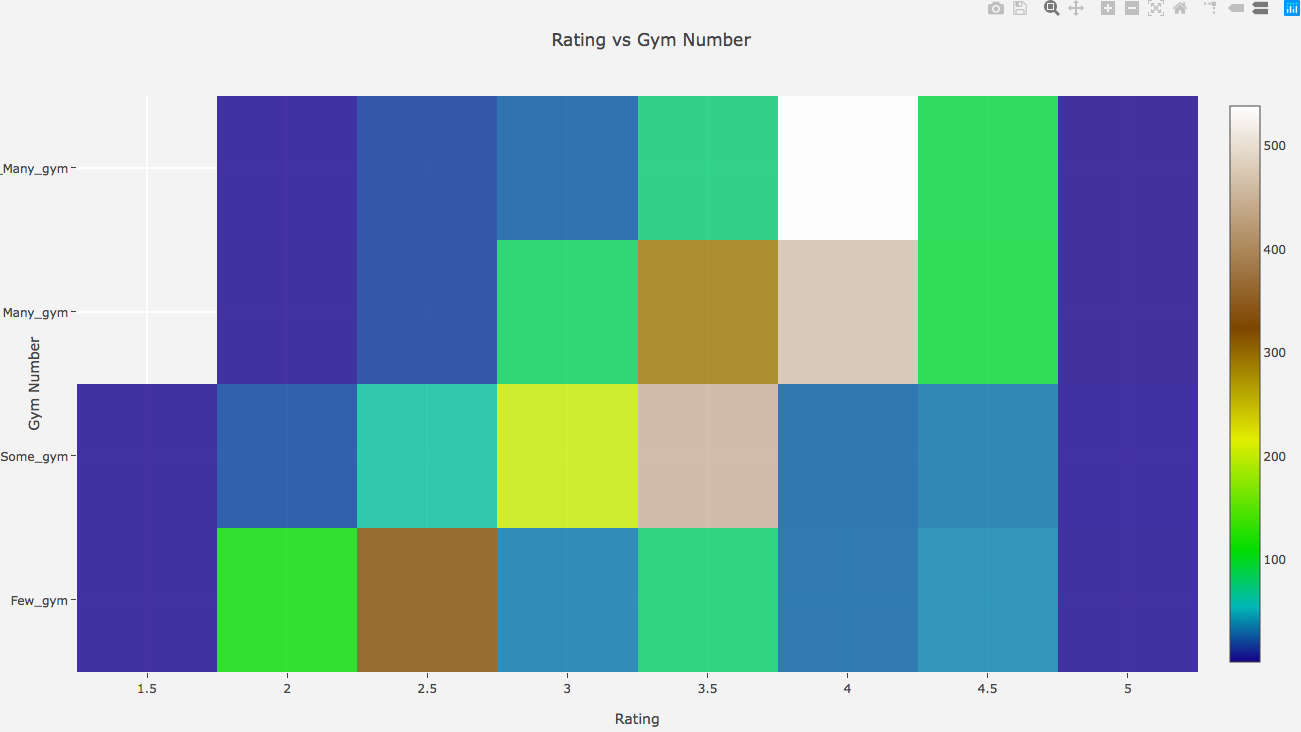 Rating vs Gym Number
_Many_gym
Many_gym
Some_gym
Few_gym
Gym Number
1.5 2 2.5 3 3.5 4 4.5 5
Rating
500
400
300
200
100